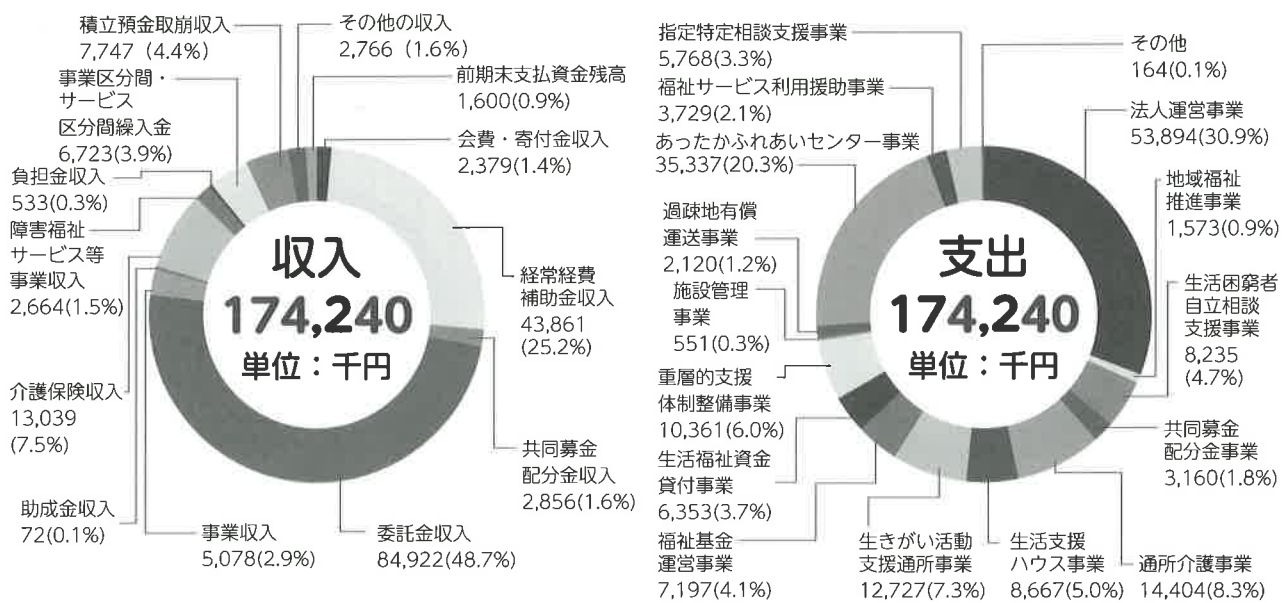 積立預金取崩収入
7,747 (4.4%)
その他の収入
2,766 (1.6%)
事業区分間・
サービス
区分間繰入金
6,723(3.9%)
前期末支払資金残高
1,600(0.9%)
会費・寄付金収入
2,379(1.4%)
負担金収入
533(0.3%)
障害福祉
サービス等
事業収入
2,664(1.5%)
収入
174,240
単位：千円
経常経費
補助金収入
43,861
(25.2%)
介護保険収入
13,039
(7.5%)
共同募金
配分金収入
2,856(1.6%)
助成金収入
72(0.1%)
事業収入
5,078(2.9%)
委託金収入
84,922(48.7%)
指定特定相談支援事業
5,768(3.3%)
福祉サービス利用援助事業
3,729(2.1%)
あったかふれあいセンター事業
35,337(20.3%)
その他
164(0.1%)
法人運営事業
53,894(30.9%)
地域福祉
推進事業
1,573(0.9%)
過疎地有償
運送事業
2,120(1.2%)
施設管理
事業
551(0.3%)
支出
174,240
単位：千円
生活困窮者
自立相談
支援事業
8,235
(4.7%)
重層的支援
体制整備事業
10,361(6.0%)
生活福祉資金
貸付事業
6,353(3.7%)
共同募金
配分金事業
3,160(1.8%)
福祉基金
運営事業
7,197(4.1%)
生きがい活動
支援通所事業
12,727(7.3%)
生活支援
ハウス事業
8,667(5.0%)
通所介護事業
14,404(8.3%)